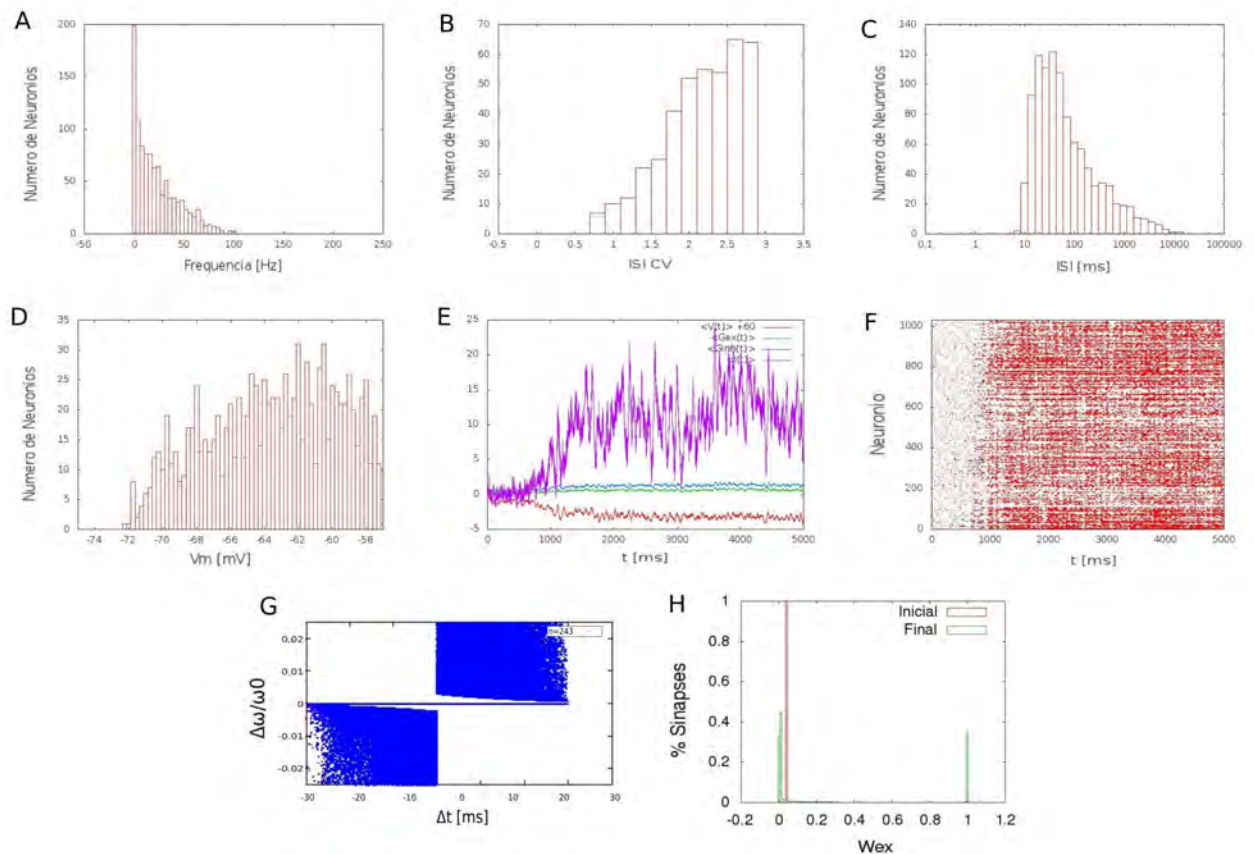 A
200
150
100
50
0
Numero de Neuronios
-50 0 50 100 150 200 250
Frequencia [Hz]
B
70
60
50
40
30
20
10
0
Numero de Neuronios
-0.5 0 0.5 1 1.5 2 2.5 3 3.5
ISI CV
C
140
120
100
80
60
40
20
0
Numero de Neuronios
0.1 1 10 100 1000 10000 100000
ISI [ms]
D
35
30
25
20
15
10
5
0
Numero de Neuronios
-74 -72 -70 -68 -66 -64 -62 -60 -58
Vm [mV]
E
25
20
15
10
5
0
-5
<V(t)> +60
<Gex(t)>
0 1000 2000 3000 4000 5000
t [ms]
F
1000
800
600
400
200
0
Neuronio
0 1000 2000 3000 4000 5000
t [ms]
G
n=243
0.02
0.01
0
-0.01
-0.02
Δω/ω0
-30 -20 -10 0 10 20 30
Δt [ms]
H
Inicial
Final
1
0.8
0.6
0.4
0.2
0
% Sinapses
-0.2 0 0.2 0.4 0.6 0.8 1 1.2
Wex